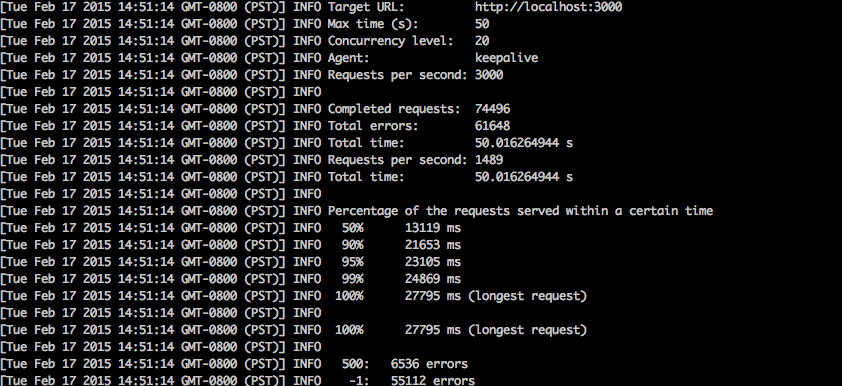 [Tue Feb 17 2015 14:51:14 GMT-0800 (PST)] INFO Target URL:          http://localhost:3000
[Tue Feb 17 2015 14:51:14 GMT-0800 (PST)] INFO Max time (s):        50
[Tue Feb 17 2015 14:51:14 GMT-0800 (PST)] INFO Concurrency level:   20
[Tue Feb 17 2015 14:51:14 GMT-0800 (PST)] INFO Agent:               keepalive
[Tue Feb 17 2015 14:51:14 GMT-0800 (PST)] INFO Requests per second: 3000
[Tue Feb 17 2015 14:51:14 GMT-0800 (PST)] INFO
[Tue Feb 17 2015 14:51:14 GMT-0800 (PST)] INFO Completed requests:  74496
[Tue Feb 17 2015 14:51:14 GMT-0800 (PST)] INFO Total errors:        61648
[Tue Feb 17 2015 14:51:14 GMT-0800 (PST)] INFO Total time:          50.016264944 s
[Tue Feb 17 2015 14:51:14 GMT-0800 (PST)] INFO Requests per second: 1489
[Tue Feb 17 2015 14:51:14 GMT-0800 (PST)] INFO Total time:          50.016264944 s
[Tue Feb 17 2015 14:51:14 GMT-0800 (PST)] INFO
[Tue Feb 17 2015 14:51:14 GMT-0800 (PST)] INFO Percentage of the requests served within a certain time
[Tue Feb 17 2015 14:51:14 GMT-0800 (PST)] INFO   50%      13119 ms
[Tue Feb 17 2015 14:51:14 GMT-0800 (PST)] INFO   90%      21653 ms
[Tue Feb 17 2015 14:51:14 GMT-0800 (PST)] INFO   95%      23105 ms
[Tue Feb 17 2015 14:51:14 GMT-0800 (PST)] INFO   99%      24869 ms
[Tue Feb 17 2015 14:51:14 GMT-0800 (PST)] INFO  100%      27795 ms (longest request)
[Tue Feb 17 2015 14:51:14 GMT-0800 (PST)] INFO
[Tue Feb 17 2015 14:51:14 GMT-0800 (PST)] INFO  100%      27795 ms (longest request)
[Tue Feb 17 2015 14:51:14 GMT-0800 (PST)] INFO
[Tue Feb 17 2015 14:51:14 GMT-0800 (PST)] INFO   500:   6536 errors
[Tue Feb 17 2015 14:51:14 GMT-0800 (PST)] INFO    -1:   55112 errors